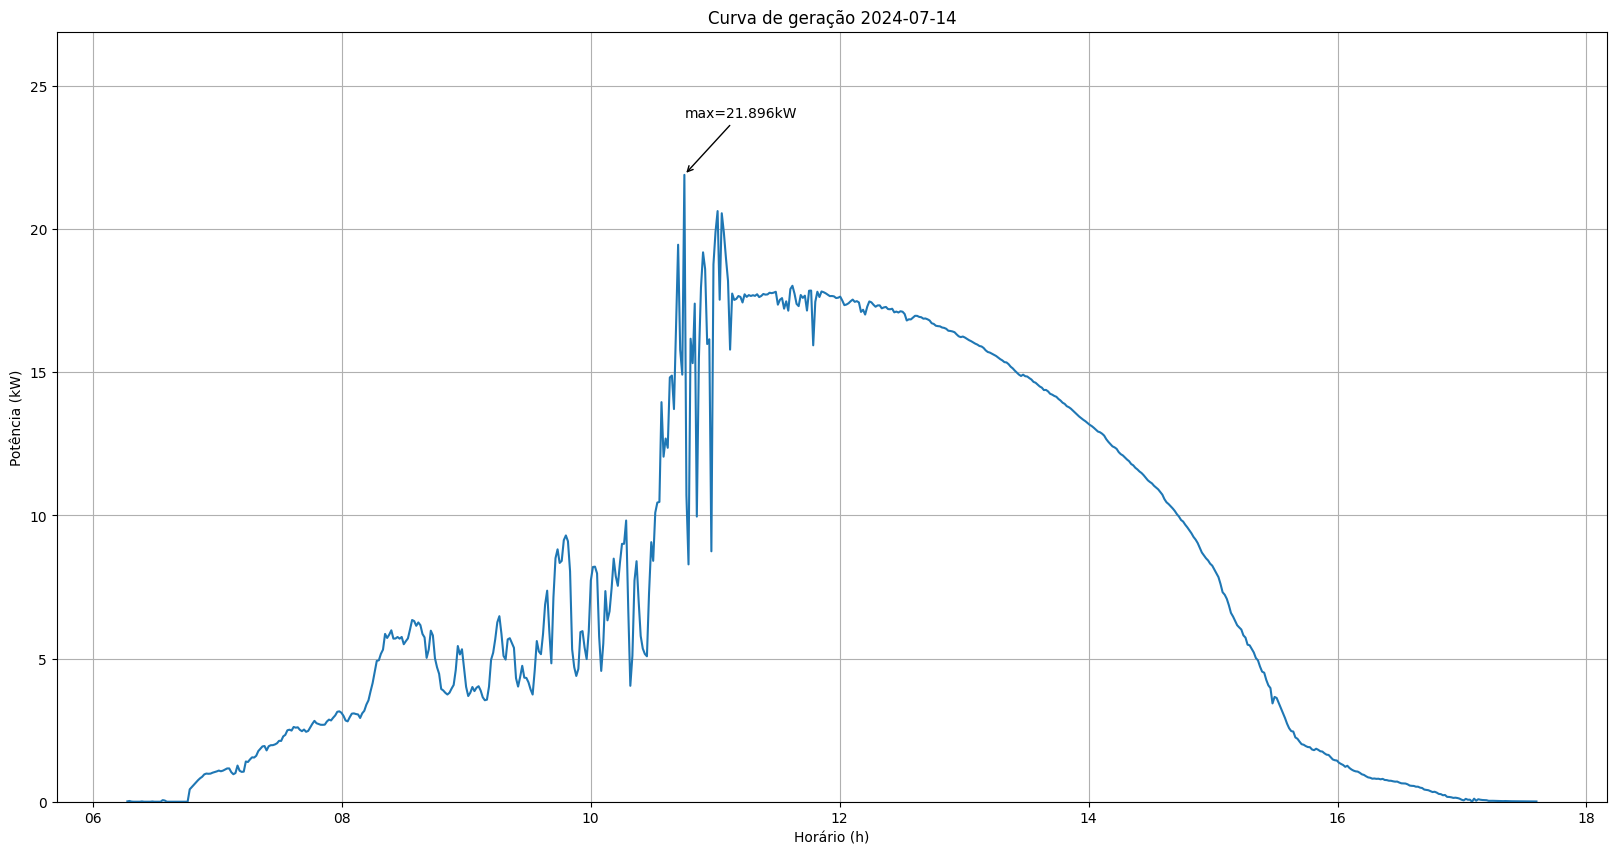 Curva de geração 2024-07-14
25
max=21.896kW
20
15
Potência (kW)
10
5
0
06 08 10 12 14 16 18
Horário (h)